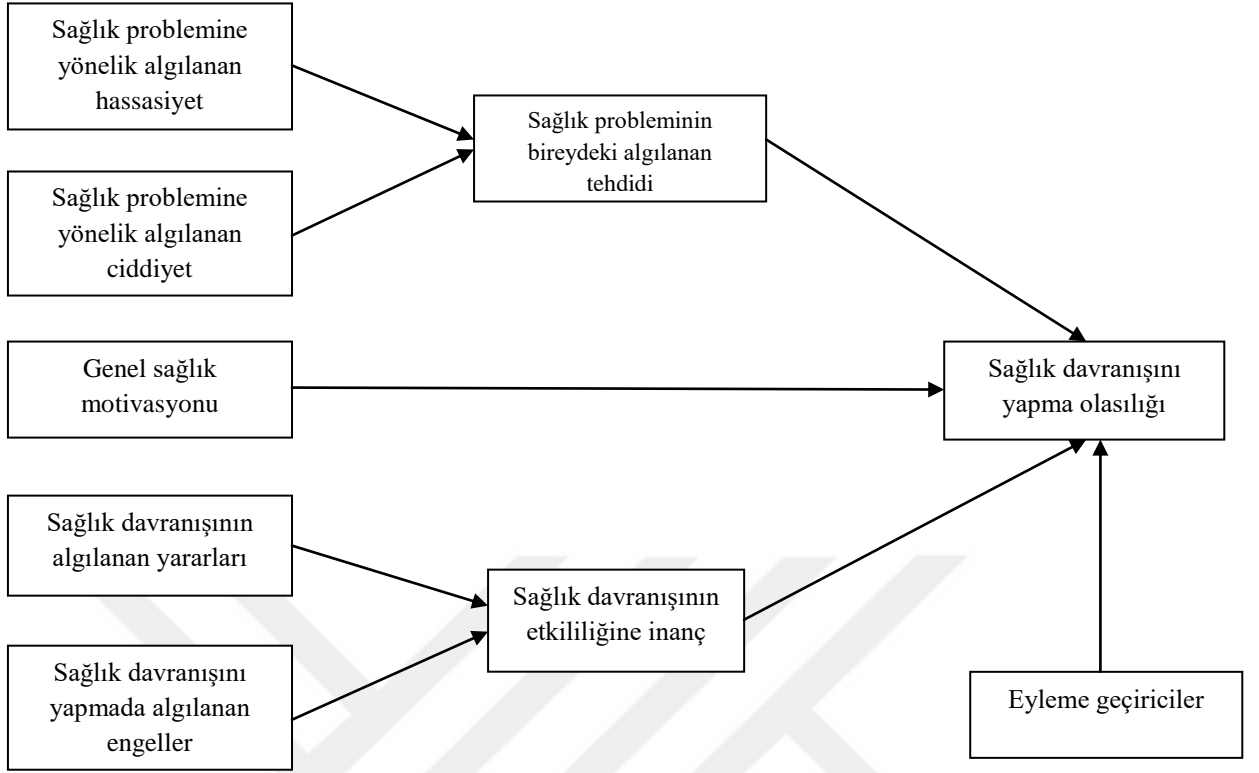 Sağlık problemine
yönelik algılanan
hassasiyet
Sağlık probleminin
bireydeki algılanan
tehdidi
Sağlık problemine
yönelik algılanan
ciddiyet
Genel sağlık
motivasyonu
Sağlık davranışını
yapma olasılığı
Sağlık davranışının
algılanan yararları
Sağlık davranışının
etkililiğine inanç
Sağlık davranışını
yapmada algılanan
engeller
Eyleme geçiriciler